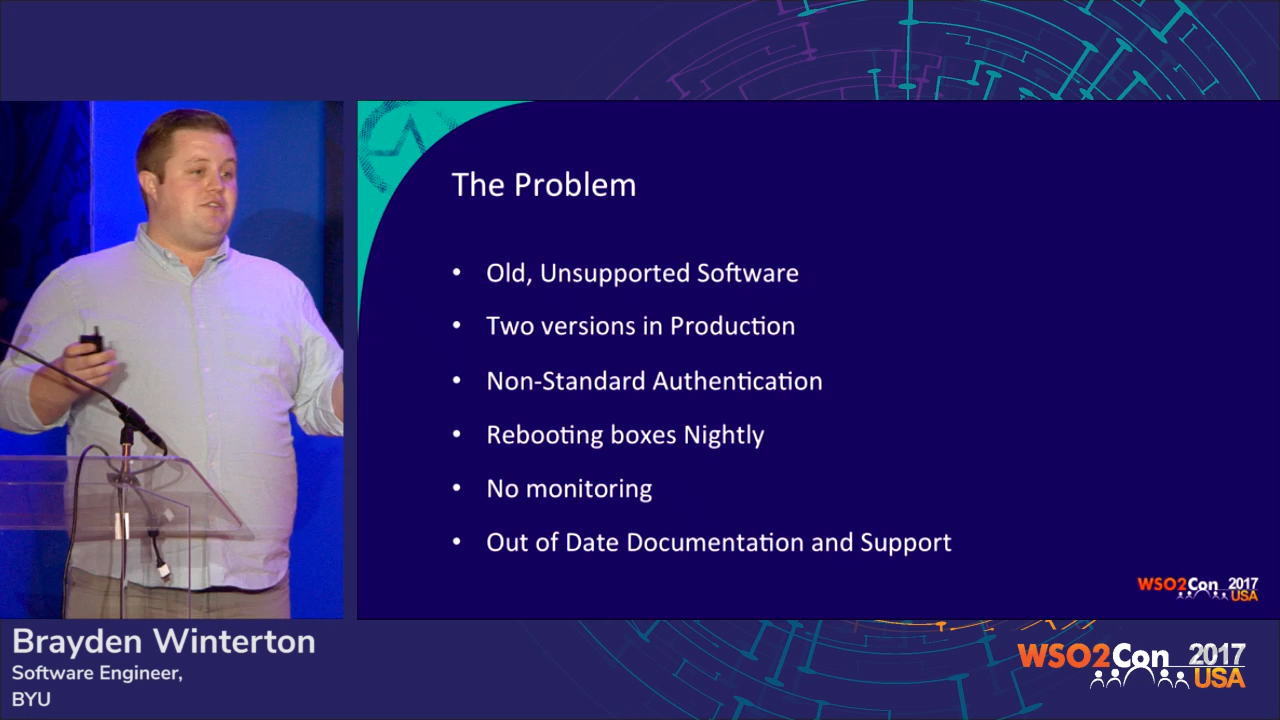 The Problem
• Old, Unsupported Software
• Two versions in Production
• Non-Standard Authentication
• Rebooting boxes Nightly
• No monitoring
• Out of Date Documentation and Support
WSO2Con 2017
USA
Brayden Winterton
Software Engineer,
BYU
WSO2Con 2017
USA